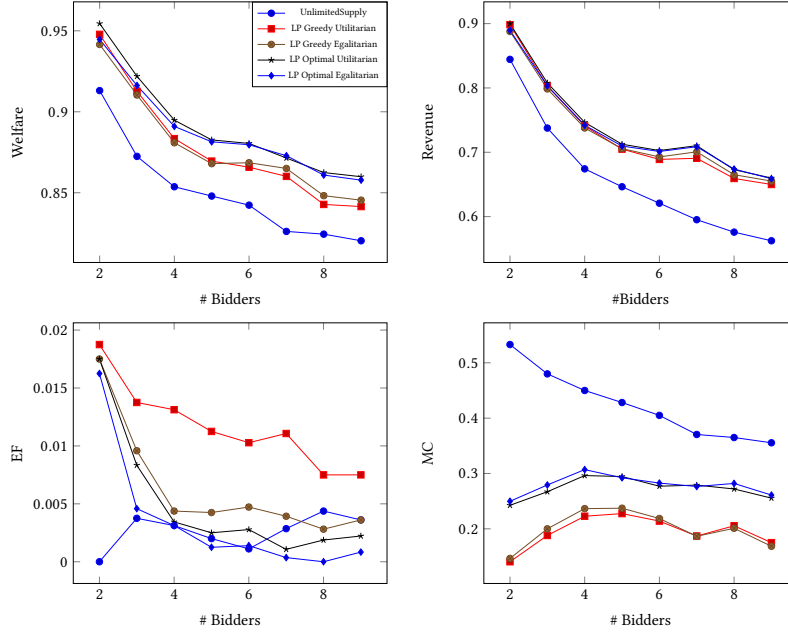 UnlimitedSupply
LP Greedy Utilitarian
LP Greedy Egalitarian
LP Optimal Utilitarian
LP Optimal Egalitarian
0.95
0.9
0.85
Welfare
2 4 6 8
# Bidders
0.9
0.8
0.7
0.6
Revenue
2 4 6 8
#Bidders
0.02
0.015
0.01
0.005
0
EF
2 4 6 8
# Bidders
0.5
0.4
0.3
0.2
MC
2 4 6 8
# Bidders